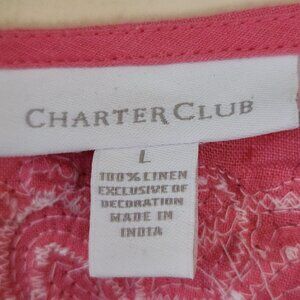 CHARTER CLUB
L
100% LINEN
EXCLUSIVE OF
DECORATION
MADE IN
INDIA